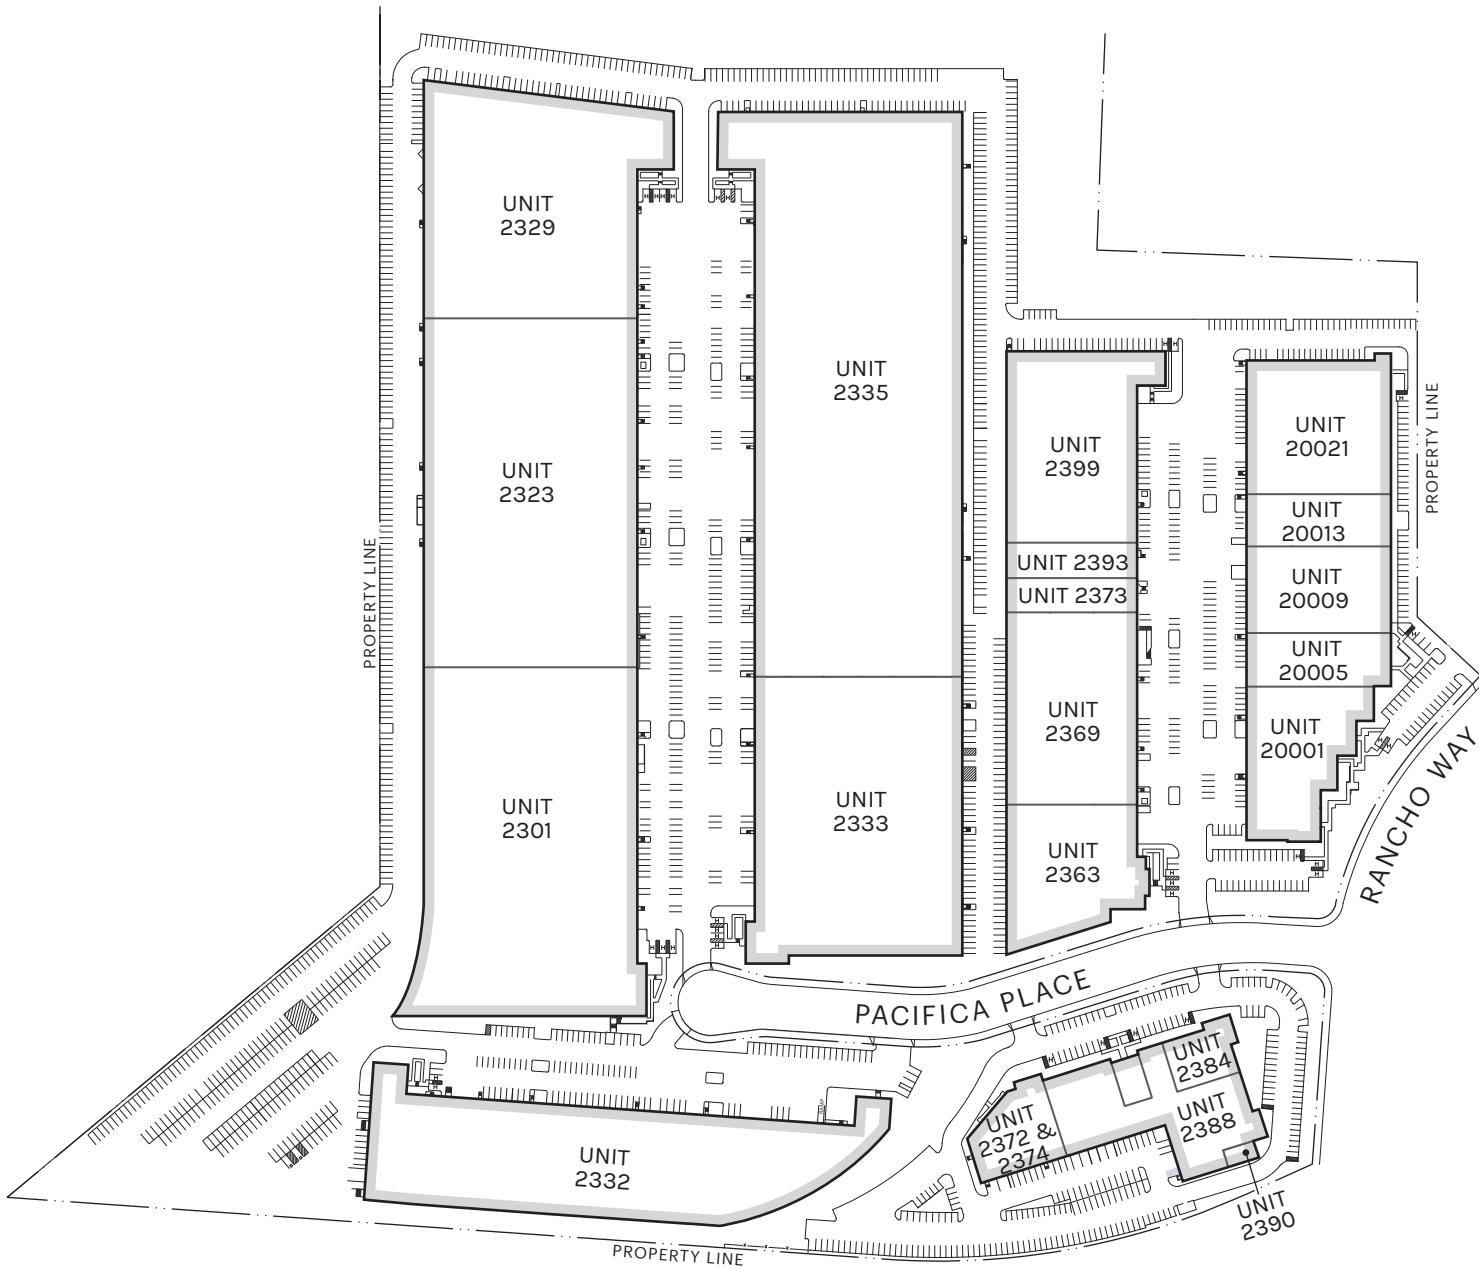 UNIT
2329
UNIT
2323
UNIT
2301
UNIT
2335
UNIT
2333
UNIT
2399
UNIT 2393
UNIT 2373
UNIT
2369
UNIT
2363
UNIT
20021
UNIT
20013
UNIT
20009
UNIT
20005
UNIT
20001
PROPERTY LINE
PROPERTY LINE
RANCHO WAY
PACIFICA PLACE
UNIT
2384
UNIT
2388
UNIT
2372 &
2374
UNIT
2390
UNIT
2332
PROPERTY LINE